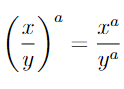 (x/y)^a = x^a/y^a